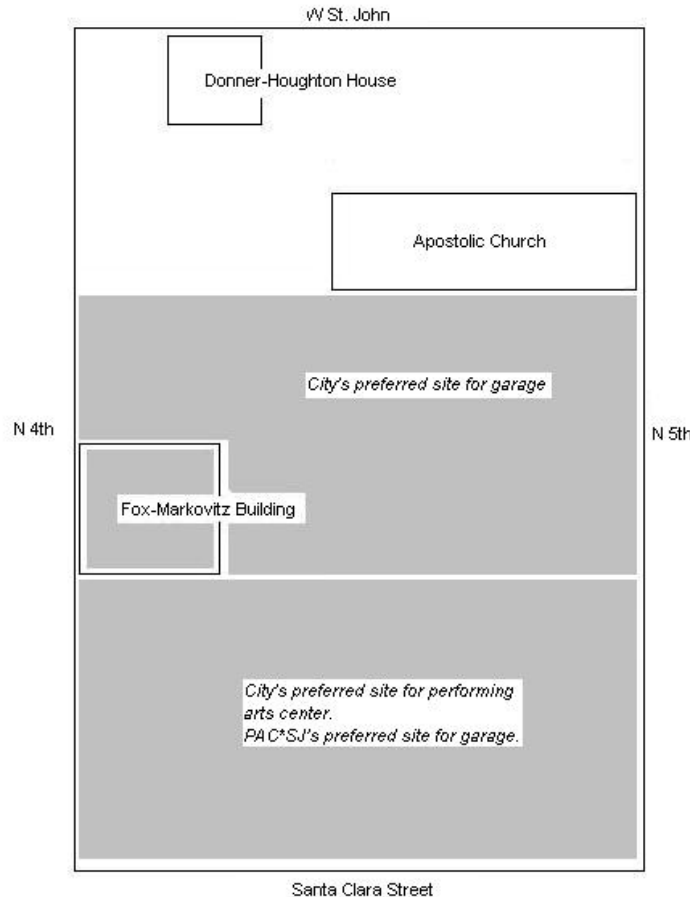 W St. John
Donner-Houghton House
Apostolic Church
City's preferred site for garage
N 4th
N 5th
Fox-Markovitz Building
City's preferred site for performing
arts center.
PAC*SJ's preferred site for garage.
Santa Clara Street